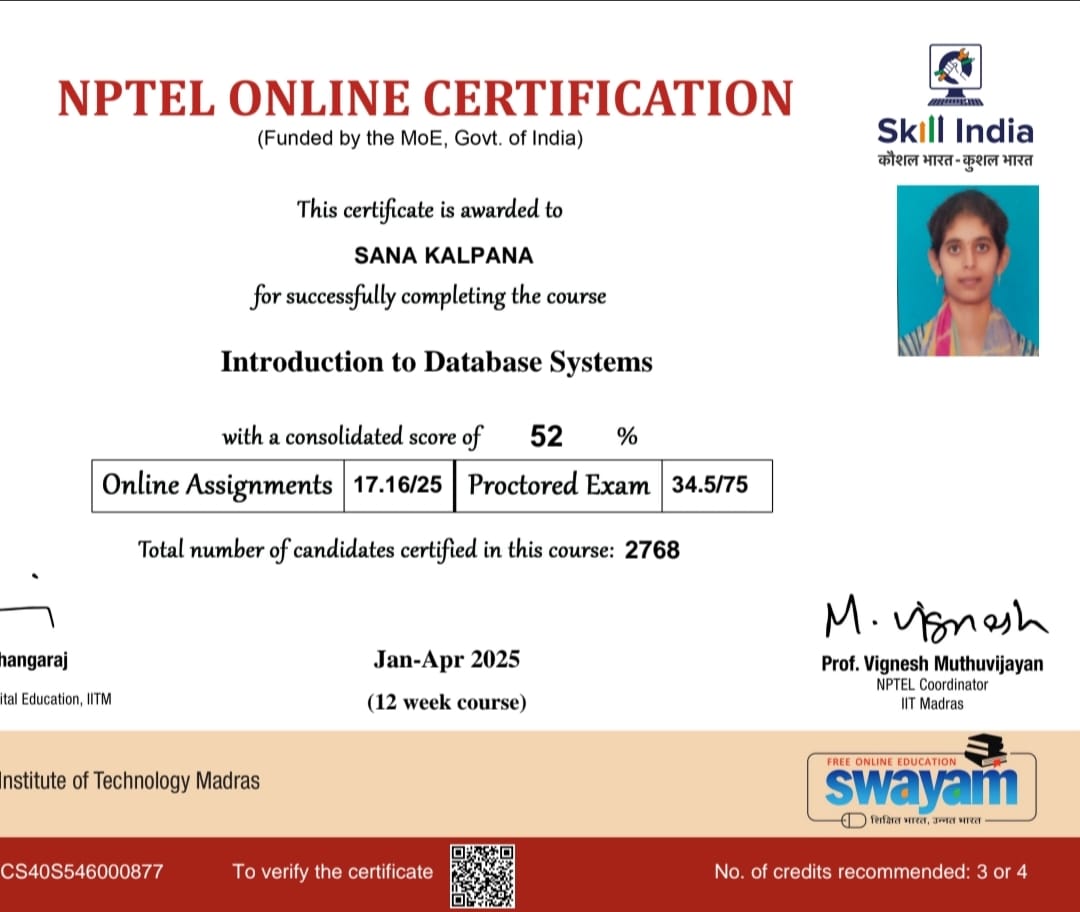 NPTEL ONLINE CERTIFICATION
(Funded by the MoE, Govt. of India)
Skill India
कौशल भारत-कुशल भारत
This certificate is awarded to
SANA KALPANA
for successfully completing the course
Introduction to Database Systems
with a consolidated score of 52 %
Online Assignments 17.16/25 Proctored Exam 34.5/75
Total number of candidates certified in this course: 2768
M. Vignesh
hangaraj
ital Education, IITM
Jan-Apr 2025
(12 week course)
Prof. Vignesh Muthuvijayan
NPTEL Coordinator
IIT Madras
Institute of Technology Madras
FREE ONLINE EDUCATION
swayam
शिक्षित भारत, उन्नत भारत
CS40S546000877
To verify the certificate
No. of credits recommended: 3 or 4